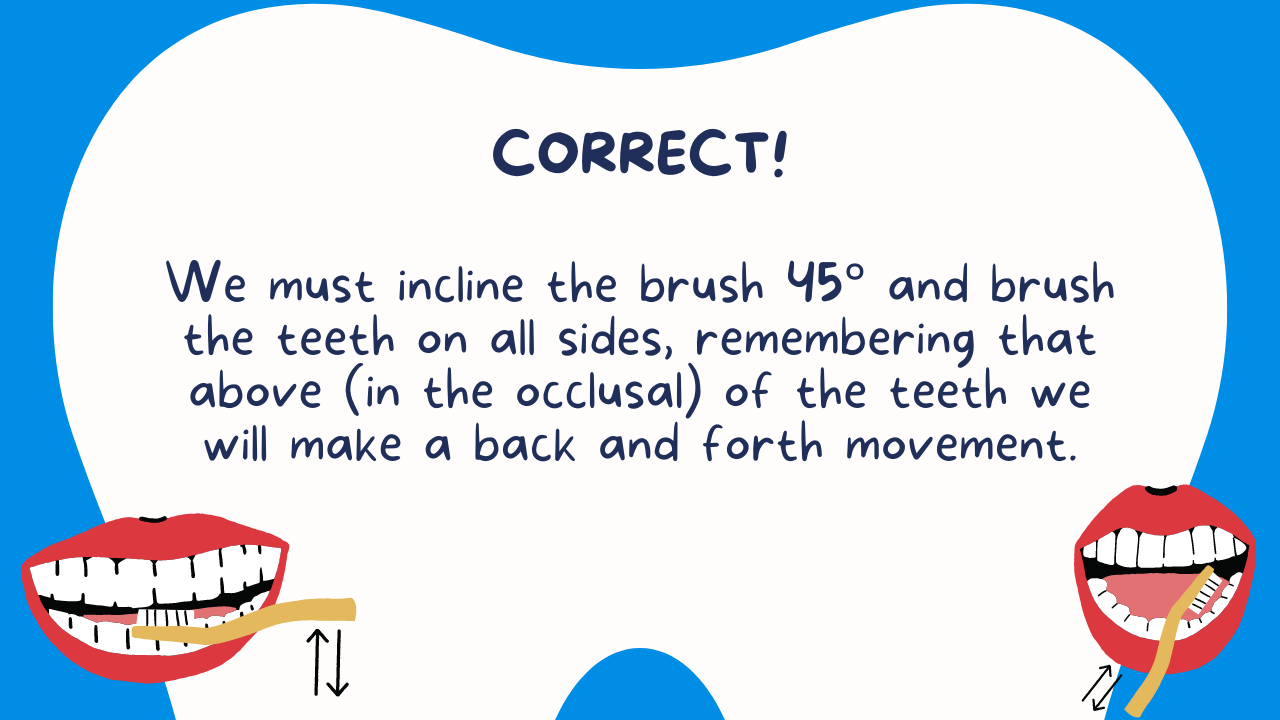 CORRECT!
We must incline the brush 45° and brush
the teeth on all sides, remembering that
above (in the occlusal) of the teeth we
will make a back and forth movement.